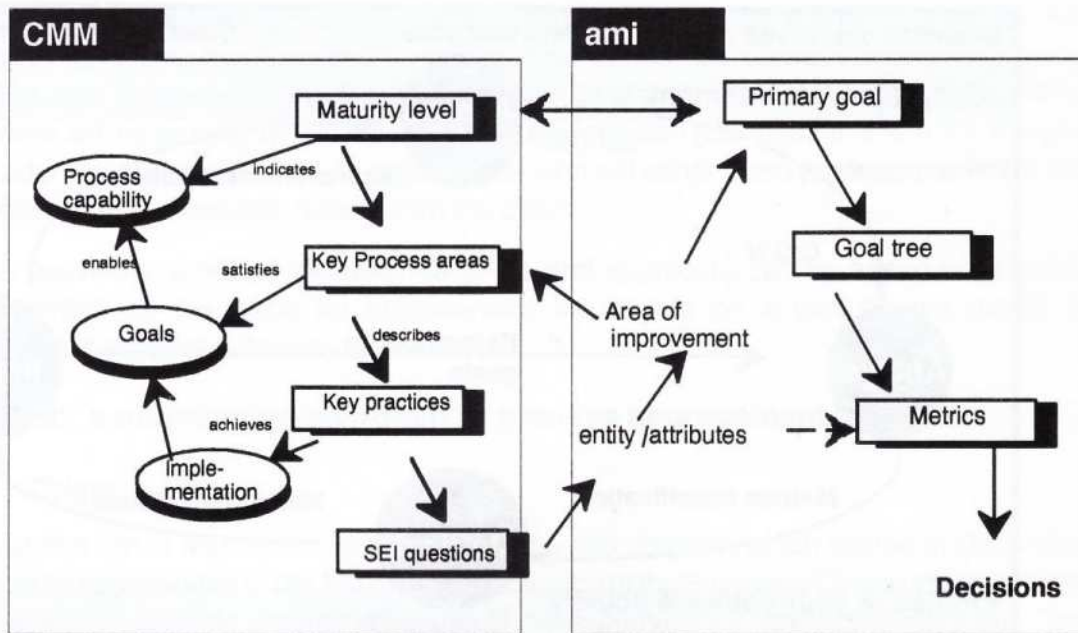 CMM
ami
Maturity level
Primary goal
indicates
Process
capability
Goal tree
enables
satisfies
Key Process areas
Goals
Area of
improvement
describes
Key practices
Metrics
achieves
entity /attributes
Imple-
mentation
SEI questions
Decisions